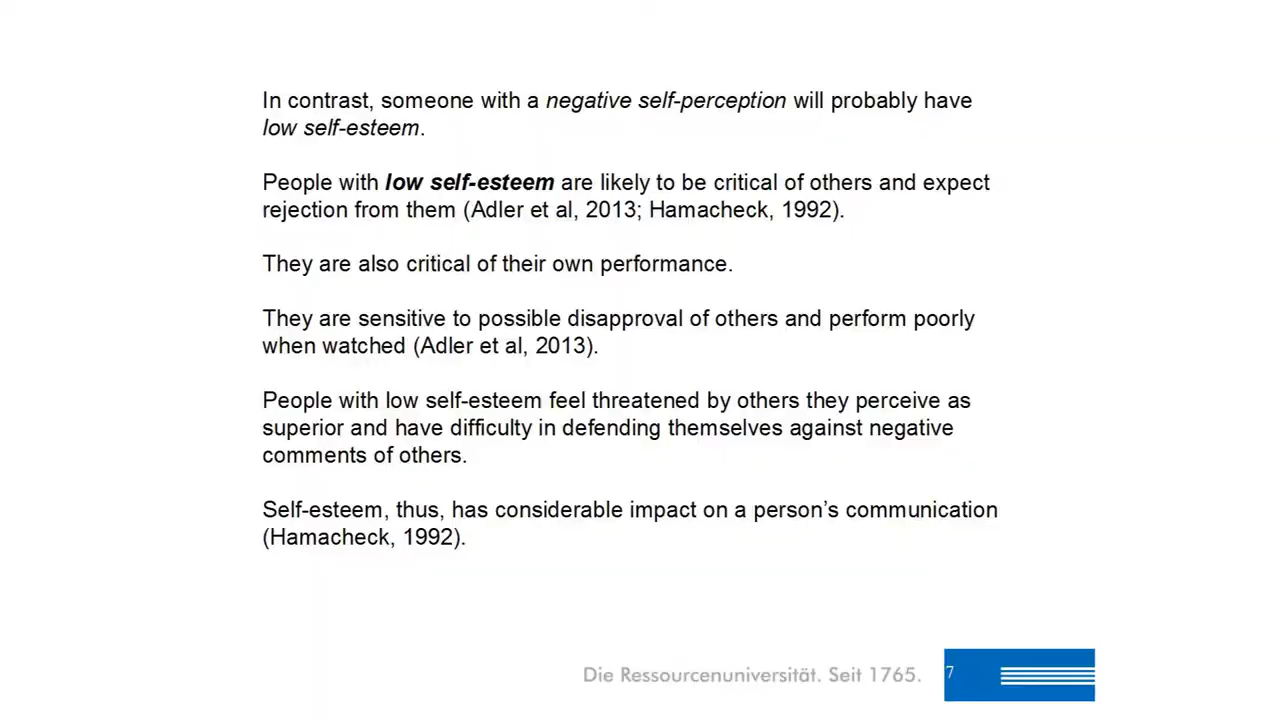 In contrast, someone with a negative self-perception will probably have
low self-esteem.
People with low self-esteem are likely to be critical of others and expect
rejection from them (Adler et al, 2013; Hamacheck, 1992).
They are also critical of their own performance.
They are sensitive to possible disapproval of others and perform poorly
when watched (Adler et al, 2013).
People with low self-esteem feel threatened by others they perceive as
superior and have difficulty in defending themselves against negative
comments of others.
Self-esteem, thus, has considerable impact on a person’s communication
(Hamacheck, 1992).
Die Ressourcenuniversität. Seit 1765.
7